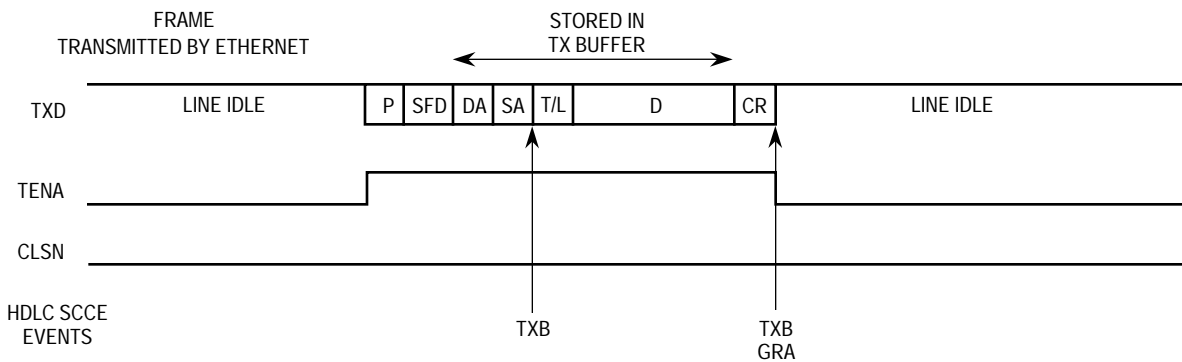 FRAME
TRANSMITTED BY ETHERNET
STORED IN
TX BUFFER
TXD
LINE IDLE
P
SFD
DA
SA
T/L
D
CR
LINE IDLE
TENA
CLSN
HDLC SCCE
EVENTS
TXB
TXB
GRA